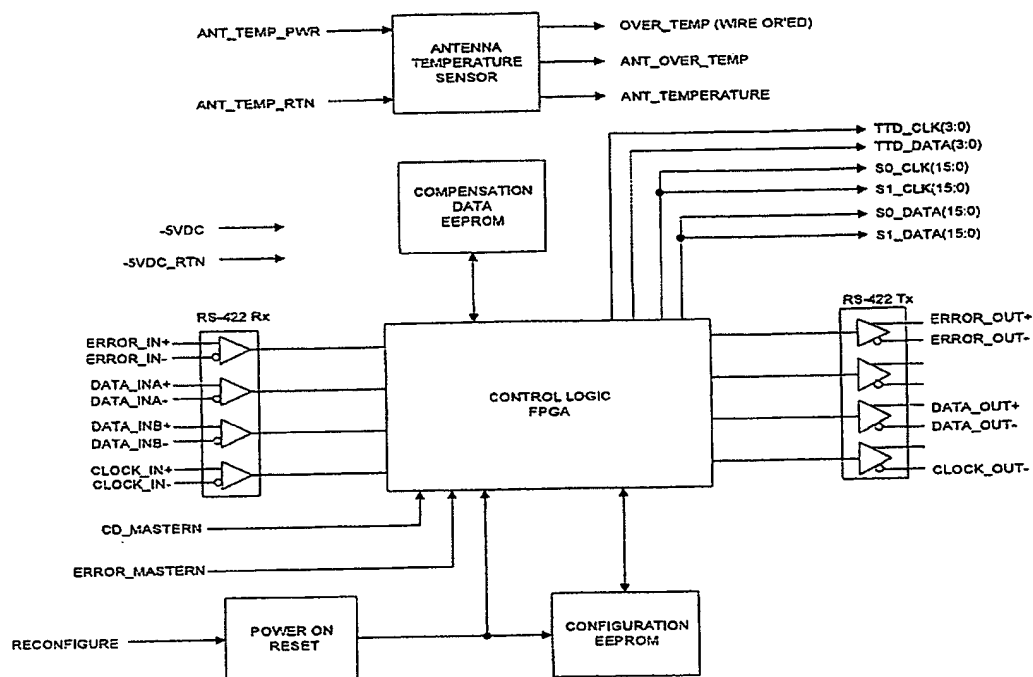 ANT_TEMP_PWR
ANT_TEMP_RTN
ANTENNA
TEMPERATURE
SENSOR
OVER_TEMP (WIRE OR'ED)
ANT_OVER_TEMP
ANT_TEMPERATURE
TTD_CLK(3:0)
TTD_DATA(3:0)
S0_CLK(15:0)
S1_CLK(15:0)
S0_DATA(15:0)
S1_DATA(15:0)
COMPENSATION
DATA
EEPROM
-5VDC
-5VDC_RTN
RS-422 Rx
ERROR_IN+
ERROR_IN-
DATA_INA+
DATA_INA-
DATA_INB+
DATA_INB-
CLOCK_IN+
CLOCK_IN-
CONTROL LOGIC
FPGA
RS-422 Tx
ERROR_OUT+
ERROR_OUT-
DATA_OUT+
DATA_OUT-
CLOCK_OUT-
CD_MASTERN
ERROR_MASTERN
RECONFIGURE
POWER ON
RESET
CONFIGURATION
EEPROM